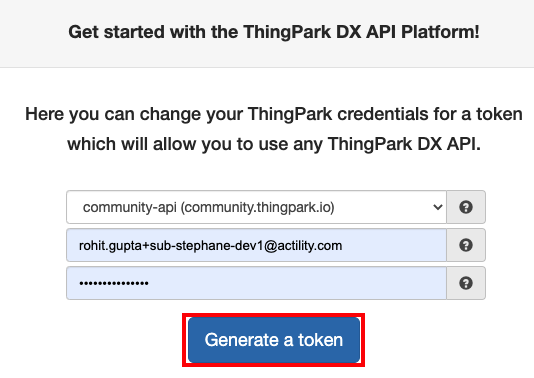 Get started with the ThingPark DX API Platform!
Here you can change your ThingPark credentials for a token
which will allow you to use any ThingPark DX API.
community-api (community.thingpark.io)
?
rohit.gupta+sub-stephane-dev1@actility.com
?
•••••••••••••••
?
Generate a token